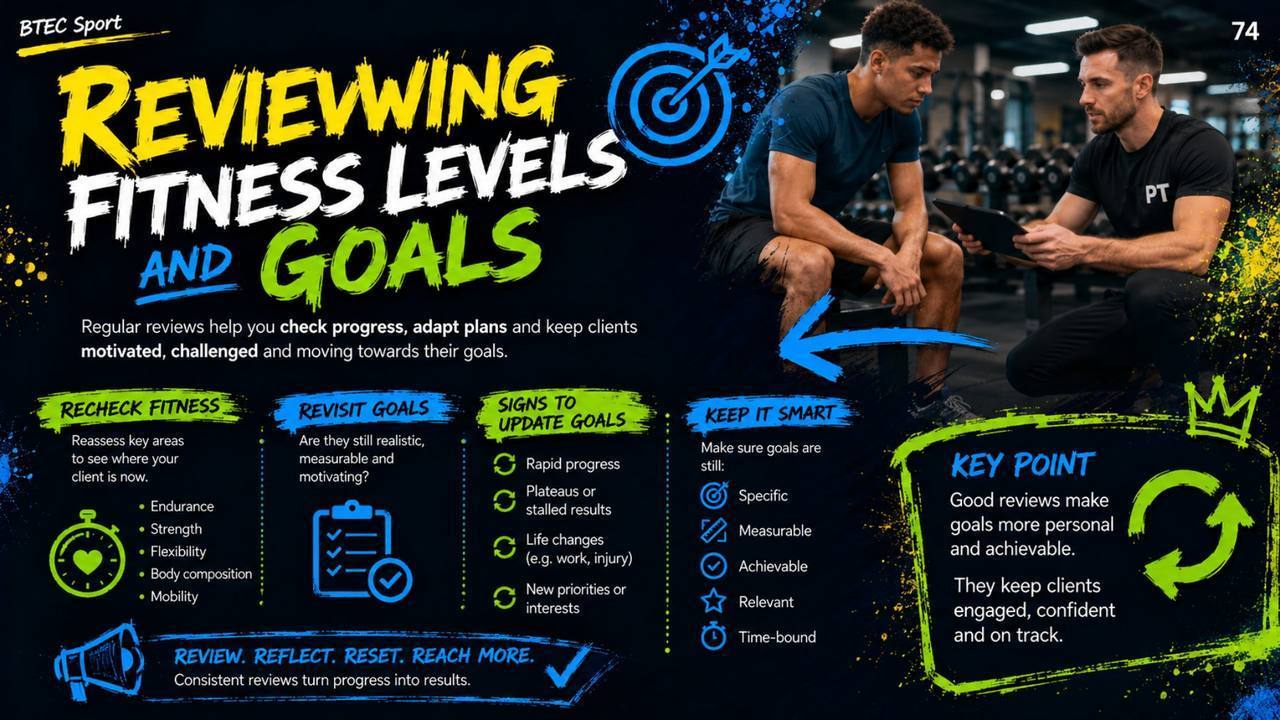 BTEC Sport
74
REVIEVWING
FITNESS LEVELS
AND GOALS
PT
Regular reviews help you check progress, adapt plans and keep clients
motivated, challenged and moving towards their goals.
RECHECK FITNESS
Reassess key areas
to see where your
client is now.
• Endurance
• Strength
• Flexibility
• Body composition
• Mobility
REVISIT GOALS
Are they still realistic,
measurable and
motivating?
SIGNS TO
UPDATE GOALS
Rapid progress
Plateaus or
stalled results
Life changes
(e.g. work, injury)
New priorities or
interests
KEEP IT SMART
Make sure goals are
still:
Specific
Measurable
Achievable
Relevant
Time-bound
KEY POINT
Good reviews make
goals more personal
and achievable.
They keep clients
engaged, confident
and on track.
REVIEW. REFLECT. RESET. REACH MORE.
Consistent reviews turn progress into results.